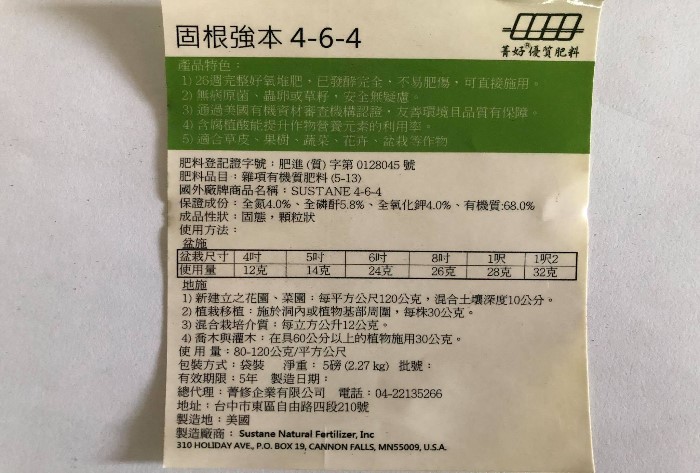 固根強本 4-6-4
菁好®優質肥料
產品特色：
1) 26週完整好氧堆肥，已發酵完全，不易肥傷，可直接施用。
2) 無病原菌、蟲卵或草籽，安全無疑慮。
3) 通過美國有機資材審查機構認證，友善環境且品質有保障。
4) 含腐植酸能提升作物營養元素的利用率。
5) 適合草皮、果樹、蔬菜、花卉、盆栽等作物
肥料登記證字號：肥進 (質) 字第 0128045 號
肥料品目：雜項有機質肥料 (5-13)
國外廠牌商品名稱：SUSTANE 4-6-4
保證成份：全氮4.0%、全磷酐5.8%、全氧化鉀4.0%、有機質:68.0%
成品性狀：固態，顆粒狀
使用方法：
盆施
盆栽尺寸 4吋 5吋 6吋 8吋 1呎 1呎2
使用量 12克 14克 24克 26克 28克 32克
地施
1) 新建立之花園、菜園：每平方公尺120公克，混合土壤深度10公分。
2) 植栽移植：施於洞內或植物基部周圍，每株30公克。
3) 混合栽培介質：每立方公升12公克。
4) 喬木與灌木：在具60公分以上的植物施用30公克。
使 用 量：80-120公克/平方公尺
包裝方式：袋裝 淨重： 5磅 (2.27 kg) 批號：
有效期限：5年 製造日期：
總代理：菁修企業有限公司 電話：04-22135266
地址：台中市東區自由路四段210號
製造地：美國
製造廠商： Sustane Natural Fertilizer, Inc
310 HOLIDAY AVE., P.O. BOX 19, CANNON FALLS, MN55009, U.S.A.